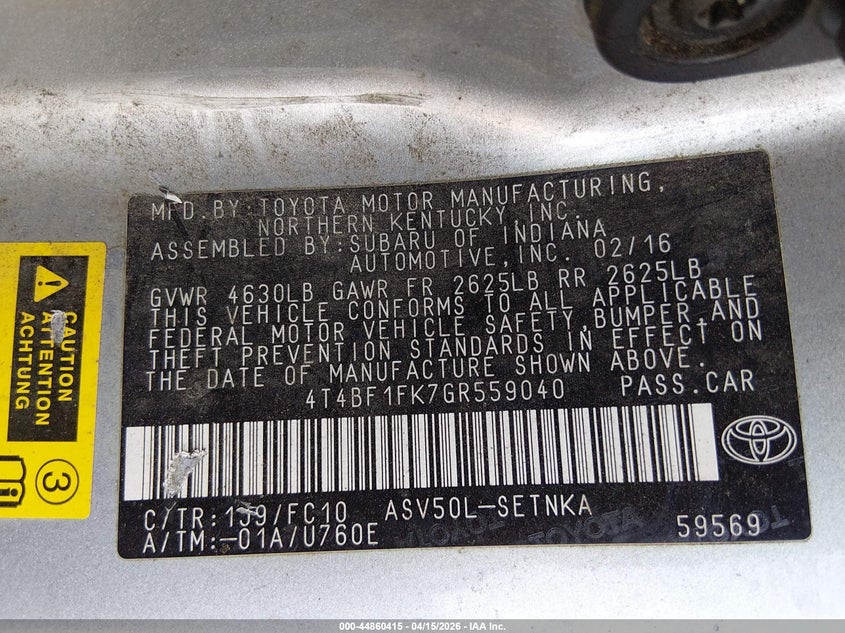 MFD.BY:TOYOTA MOTOR MANUFACTURING,
NORTHERN KENTUCKY, INC.
ASSEMBLED BY:SUBARU OF INDIANA
AUTOMOTIVE,INC. 02/16
GVWR 4630LB GAWR FR 2625LB RR 2625LB
THIS VEHICLE CONFORMS TO ALL APPLICABLE
FEDERAL MOTOR VEHICLE SAFETY,BUMPER,AND
THEFT PREVENTION STANDARDS IN EFFECT ON
THE DATE OF MANUFACTURE SHOWN ABOVE.
4T4BF1FK7GR559040 PASS.CAR
C/TR:1J9/FC10 ASV50L-SETNKA
A/TM:-01A/U760E 59569
CAUTION
ATTENTION
ACHTUNG
3
000-44860415 - 04/15/2026 - IAA Inc.